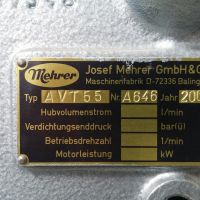 Mehrer
Josef Mehrer GmbH & C
Maschinenfabrik D-72336 Baling
Typ AVT55 Nr. A646 Jahr 200
Hubvolumenstrom l/min
Verdichtungsenddruck bar(ü)
Betriebsdrehzahl l/min
Motorleistung kW